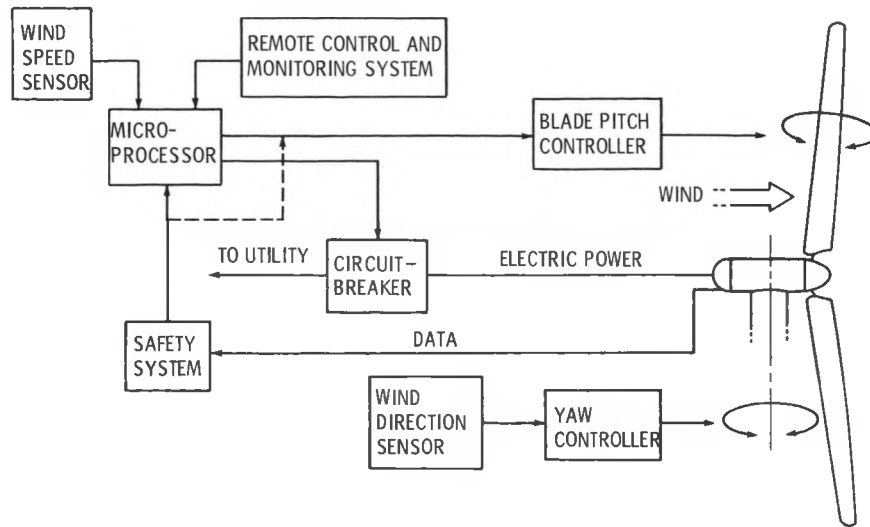 WIND
SPEED
SENSOR
REMOTE CONTROL AND
MONITORING SYSTEM
MICRO-
PROCESSOR
BLADE PITCH
CONTROLLER
WIND
TO UTILITY
CIRCUIT-
BREAKER
ELECTRIC POWER
SAFETY
SYSTEM
DATA
WIND
DIRECTION
SENSOR
YAW
CONTROLLER